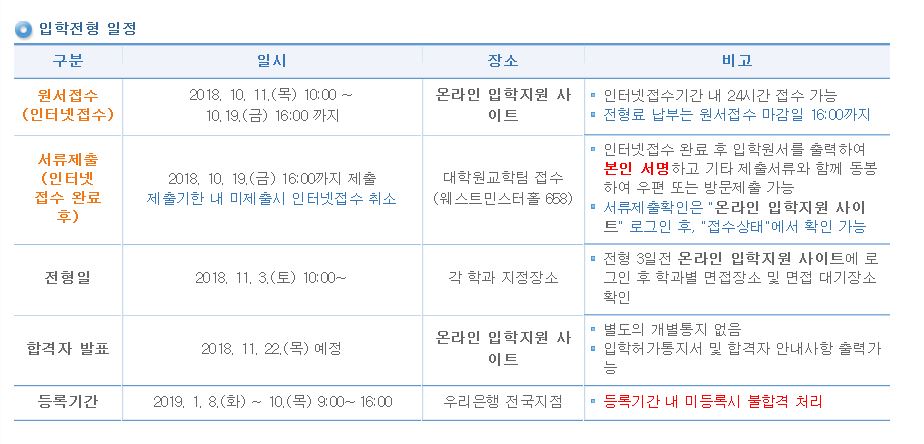 입학전형 일정
구분 일시 장소 비고
원서접수
(인터넷접수)
2018. 10. 11.(목) 10:00 ~
10.19.(금) 16:00 까지
온라인 입학지원 사
이트
인터넷접수기간 내 24시간 접수 가능
전형료 납부는 원서접수 마감일 16:00까지
서류제출
(인터넷
접수 완료
후)
2018. 10. 19.(금) 16:00까지 제출
제출기한 내 미제출시 인터넷접수 취소
대학원교학팀 접수
(웨스트민스터홀 658)
인터넷접수 완료 후 입학원서를 출력하여
본인 서명하고 기타 제출서류와 함께 동봉
하여 우편 또는 방문제출 가능
서류제출확인은 "온라인 입학지원 사이
트" 로그인 후, "접수상태"에서 확인 가능
전형일
2018. 11. 3.(토) 10:00~
각 학과 지정장소
전형 3일전 온라인 입학지원 사이트에 로
그인 후 학과별 면접장소 및 면접 대기장소
확인
합격자 발표
2018. 11. 22.(목) 예정
온라인 입학지원 사
이트
별도의 개별통지 없음
입학허가통지서 및 합격자 안내사항 출력가
능
등록기간
2019. 1. 8.(화) ~ 10.(목) 9:00~ 16:00
우리은행 전국지점
등록기간 내 미등록시 불합격 처리